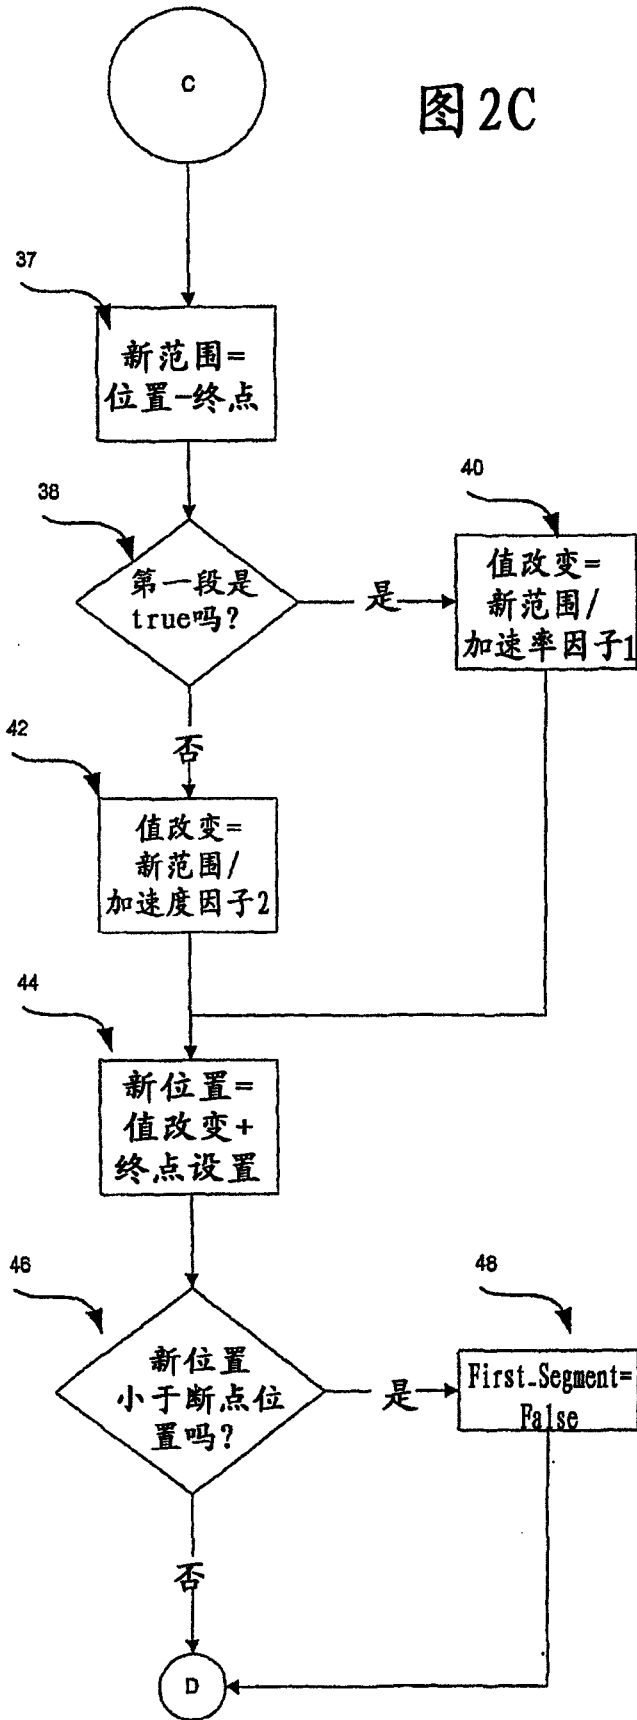 C
图2C
37
新范围=
位置-终点
38
第一段是
true吗?
是
40
值改变=
新范围/
加速率因子1
否
42
值改变=
新范围/
加速度因子2
44
新位置=
值改变+
终点设置
46
新位置
小于断点位
置吗?
是
48
First_Segment=
False
否
D